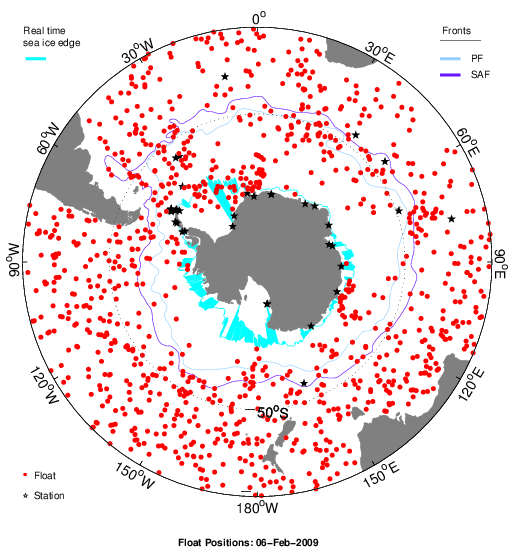 0°
Real time
sea ice edge
Fronts
PF
SAF
30°W
30°E
60°W
60°E
90°W
90°E
120°W
120°E
50°S
150°W
150°E
180°W
Float
Station
Float Positions: 06-Feb-2009